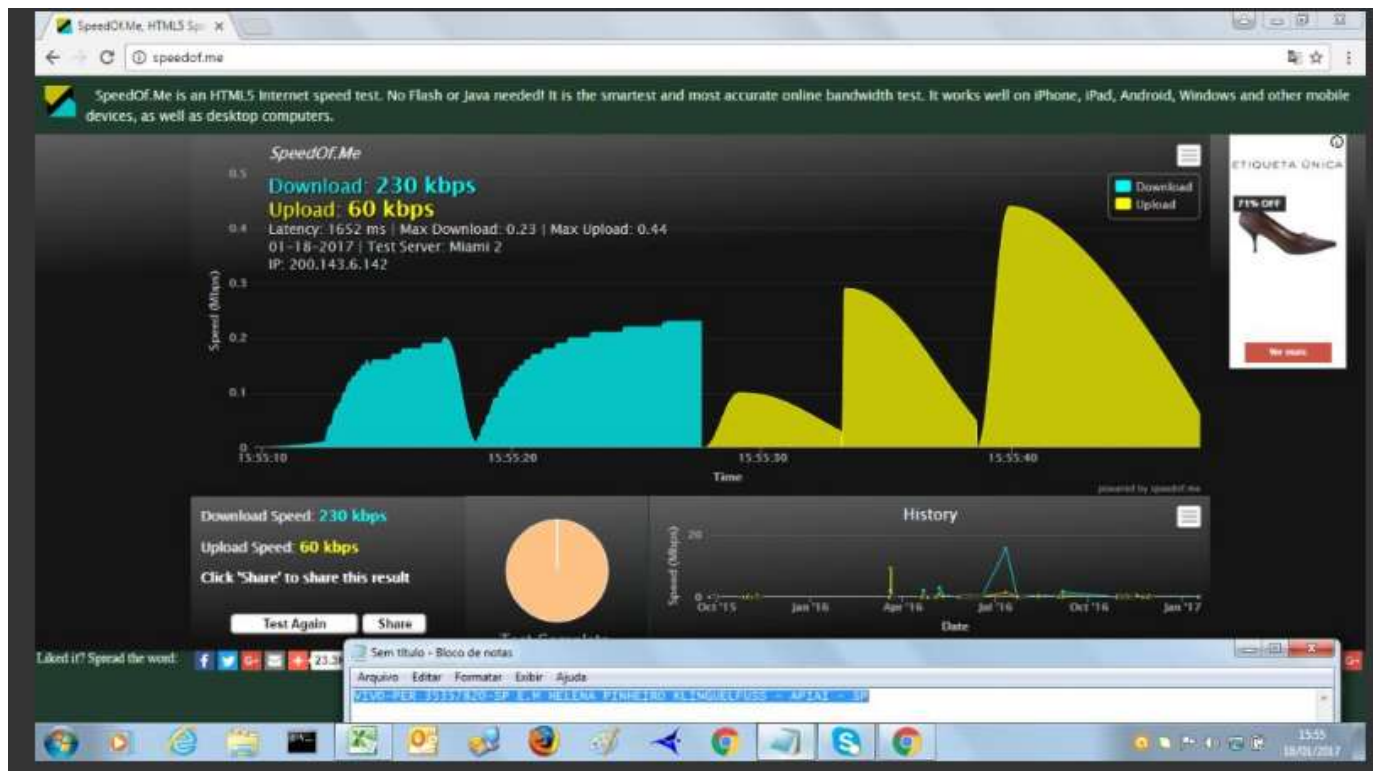 SpeedOf.Me, HTML5 Sp
speedof.me
SpeedOf.Me is an HTML5 Internet speed test. No Flash or Java needed! It is the smartest and most accurate online bandwidth test. It works well on iPhone, iPad, Android, Windows and other mobile
devices, as well as desktop computers.
SpeedOf.Me
Download: 230 kbps
Upload: 60 kbps
Latency: 1652 ms | Max Download: 0.23 | Max Upload: 0.44
01-18-2017 | Test Server: Miami 2
IP: 200.143.6.142
Download
Upload
0.5
0.4
0.3
0.2
0.1
0
Speed (Mbps)
15:55:10 15:55:20 15:55:30 15:55:40
Time
powered by speedof.me
ETIQUETA ÚNICA
71% OFF
Ver mais
Download Speed: 230 kbps
Upload Speed: 60 kbps
Click 'Share' to share this result
Test Again Share
Test Complete
History
Speed (Mbps)
20
0
Oct '15 Jan '16 Apr '16 Jul '16 Oct '16 Jan '17
Date
Liked it? Spread the word:
Sem título - Bloco de notas
Arquivo Editar Formatar Exibir Ajuda
HELENA PINHEIRO KLINGUELFUSS - APIAI - SP
15:55
18/01/2017